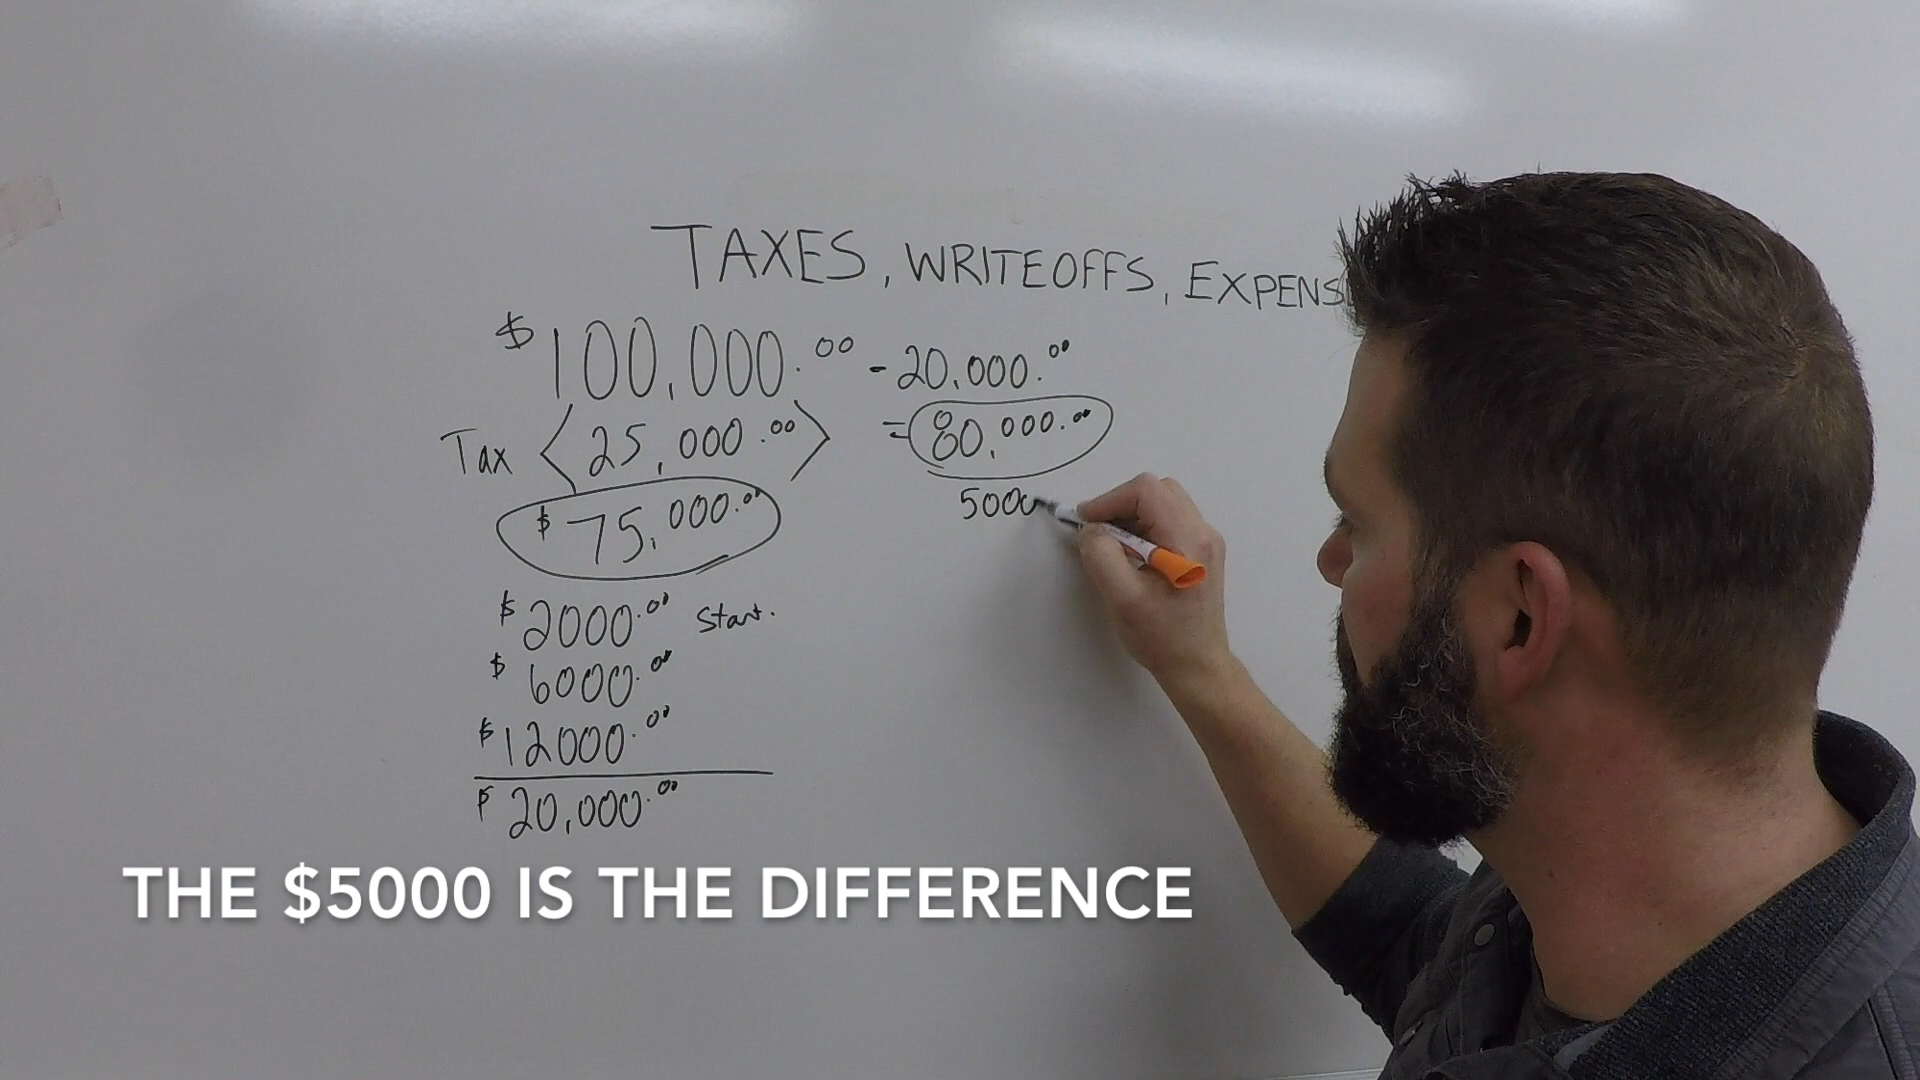 TAXES, WRITEOFFS, EXPENS
$100,000.00 - 20,000.00
Tax <25,000.00> = 80,000.00
$75,000.00
5000
$2000.00 Start.
$6000.00
$12000.00
$20,000.00
THE $5000 IS THE DIFFERENCE